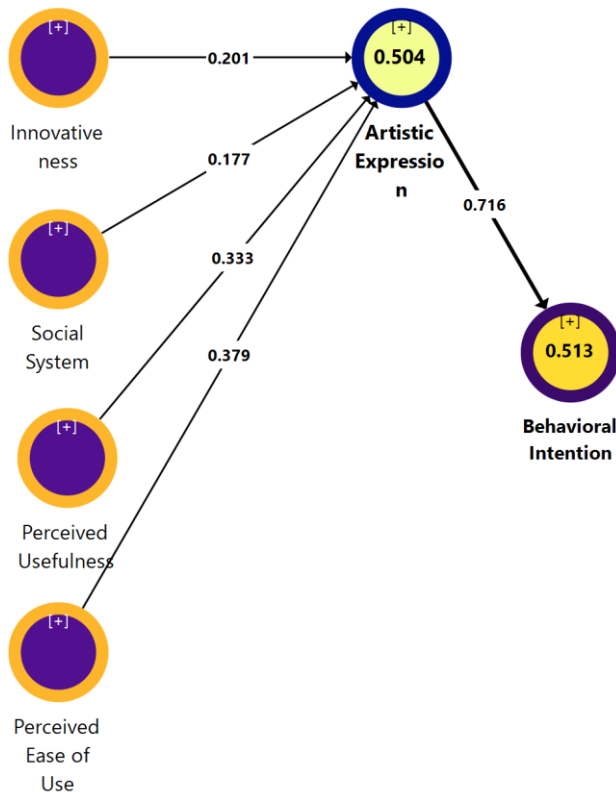 [+]
Innovative
ness
0.201
[+]
0.504
Artistic
Expressio
n
[+]
Social
System
0.177
0.716
[+]
0.513
Behavioral
Intention
[+]
Perceived
Usefulness
0.333
[+]
Perceived
Ease of
Use
0.379